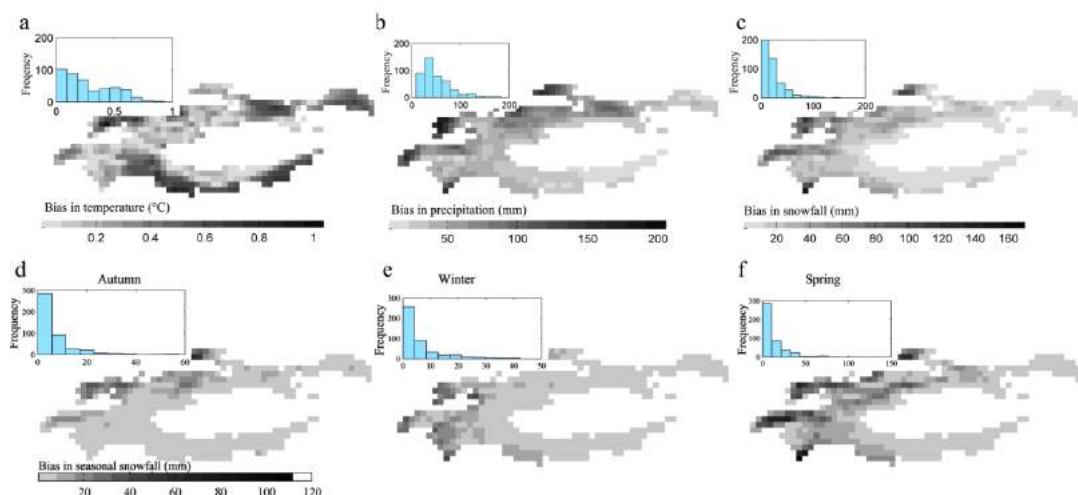 a
200
Freqency
100
0
0 0.5 1
Bias in temperature (°C)
0.2 0.4 0.6 0.8 1
b
200
Freqency
100
0
0 100 200
Bias in precipitation (mm)
50 100 150 200
c
200
Freqency
100
0
0 100 200
Bias in snowfall (mm)
20 40 60 80 100 120 140 160
d
Autumn
300
200
Frequency
100
0
0 20 40 60
Bias in seasonal snowfall (mm)
20 40 60 80 100 120
e
Winter
300
200
Frequency
100
0
0 10 20 30 40 50
f
Spring
300
200
Frequency
100
0
0 50 100 150